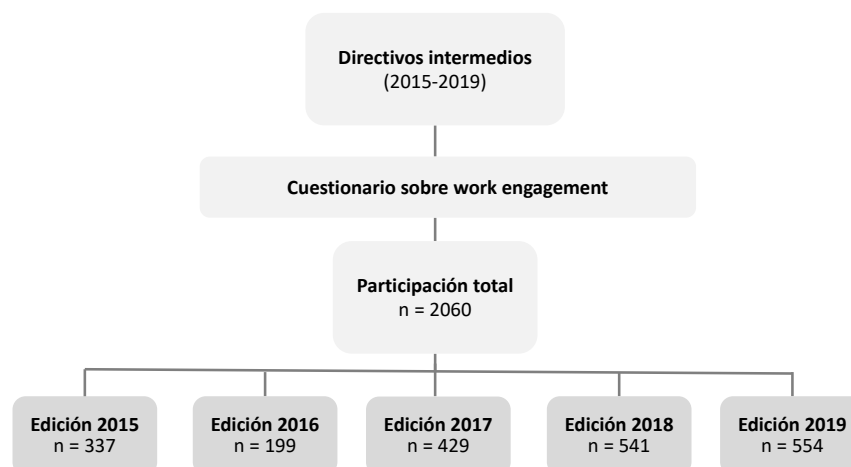 Directivos intermedios
(2015-2019)
Cuestionario sobre work engagement
Participación total
n = 2060
Edición 2015
n = 337
Edición 2016
n = 199
Edición 2017
n = 429
Edición 2018
n = 541
Edición 2019
n = 554